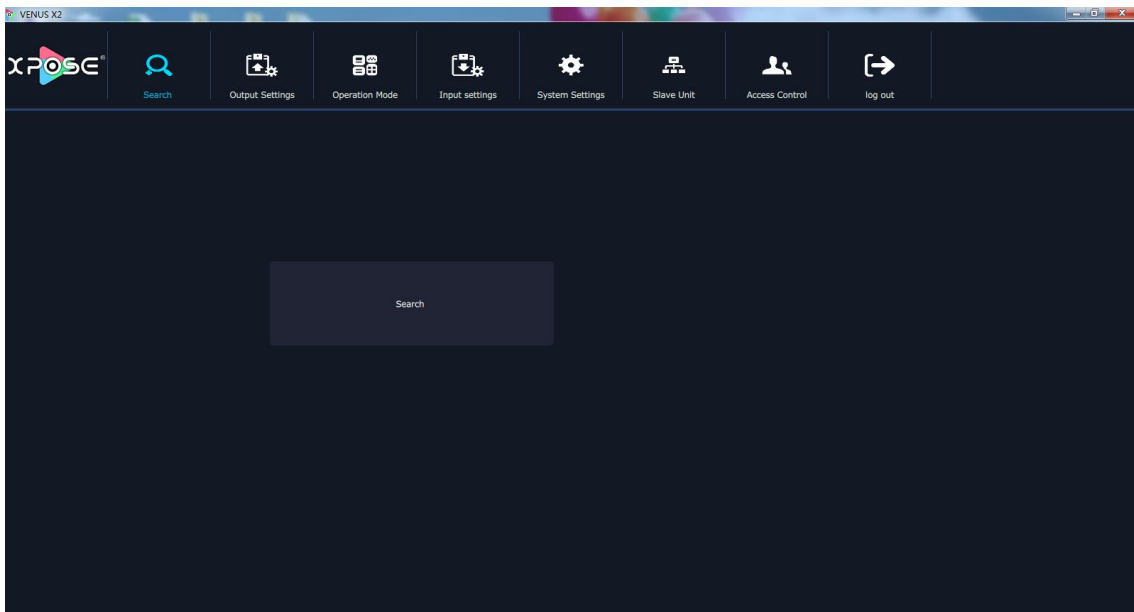 VENUS X2
XPOSE®
Search
Output Settings
Operation Mode
Input settings
System Settings
Slave Unit
Access Control
log out
Search